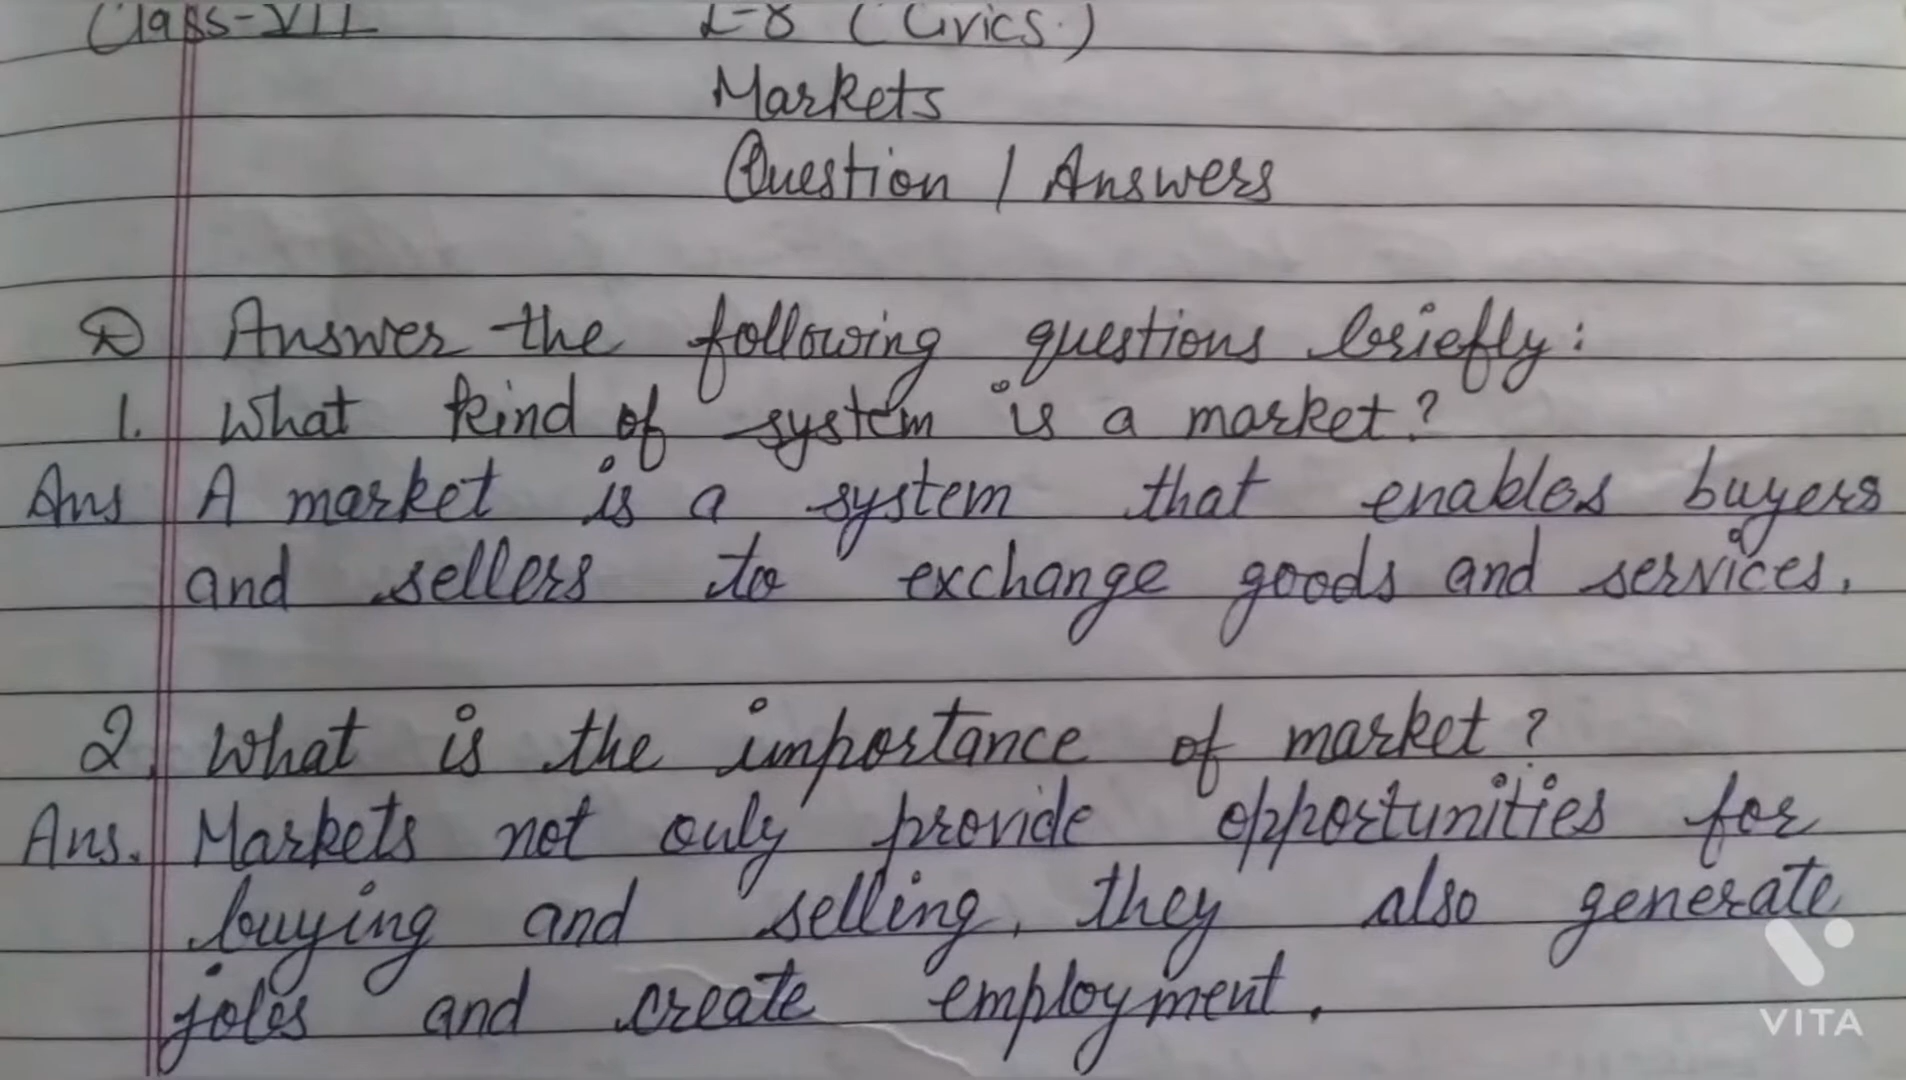 Class-VII L-8 (Civics.)
Markets
Question / Answers
D Answer the following questions briefly:
1. What kind of system is a market?
Ans A market is a system that enables buyers
and sellers to exchange goods and services.
2. What is the importance of market?
Ans. Markets not only provide opportunities for
buying and selling, they also generate
jobs and create employment.
VITA